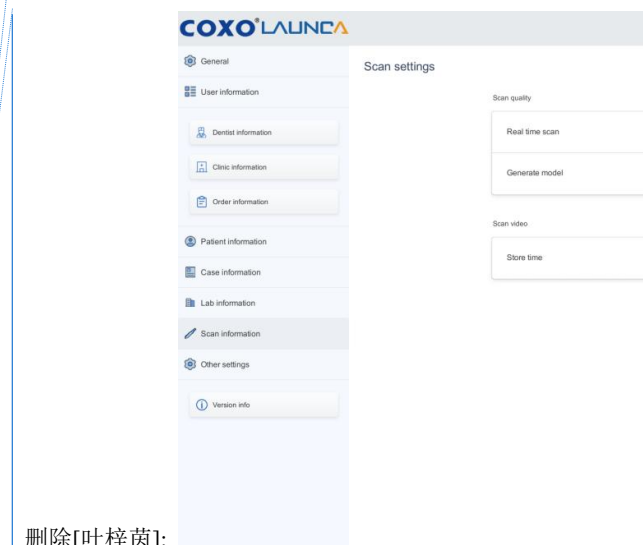 COXO LAUNCA
General
Scan settings
User information
Scan quality
Dentist information
Real time scan
Clinic information
Generate model
Order information
Scan video
Patient information
Store time
Case information
Lab information
Scan information
Other settings
Version info
删除[叶梓茵]: